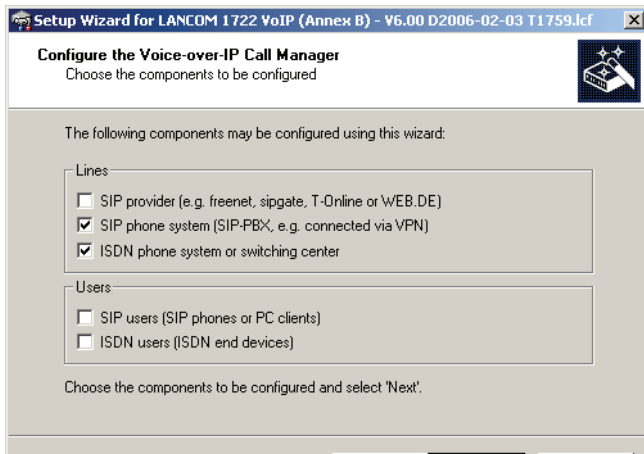 Setup Wizard for LANCOM 1722 VoIP (Annex B) - V6.00 D2006-02-03 T1759.lcf
Configure the Voice-over-IP Call Manager
Choose the components to be configured
The following components may be configured using this wizard:
Lines
SIP provider (e.g. freenet, sipgate, T-Online or WEB.DE)
SIP phone system (SIP-PBX, e.g. connected via VPN)
ISDN phone system or switching center
Users
SIP users (SIP phones or PC clients)
ISDN users (ISDN end devices)
Choose the components to be configured and select 'Next'.